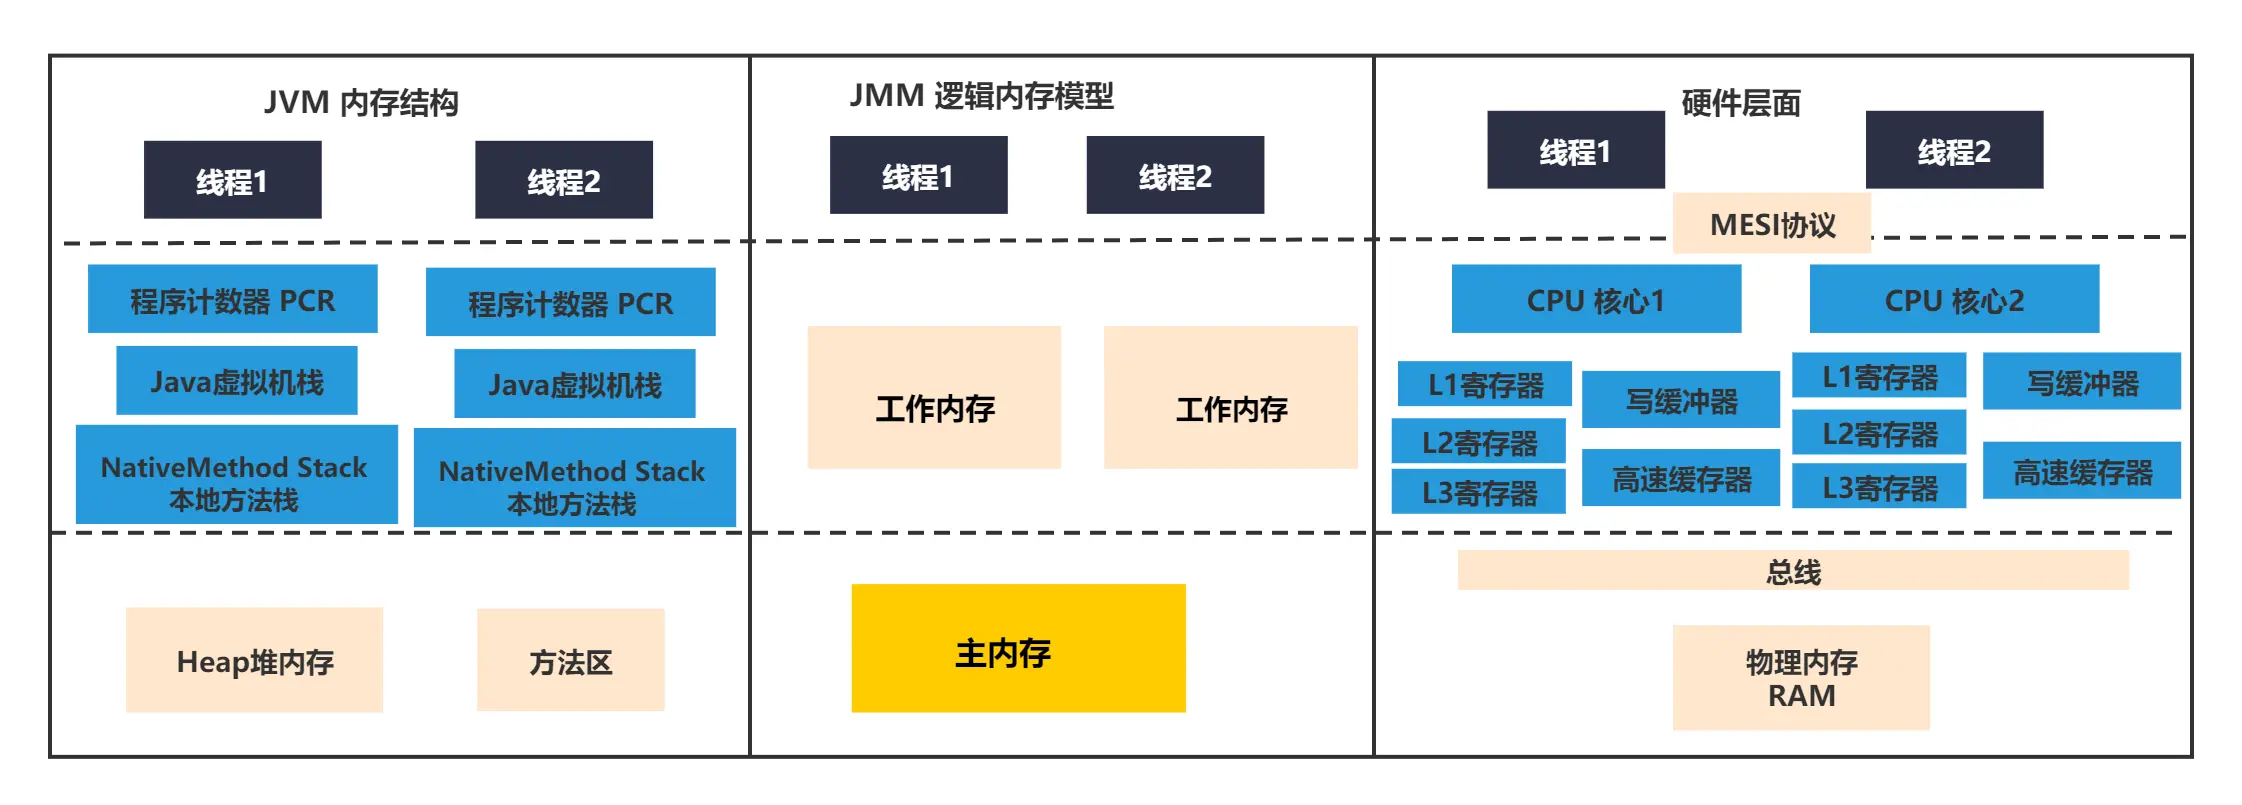 JVM 内存结构
线程1
线程2
程序计数器 PCR
程序计数器 PCR
Java虚拟机栈
Java虚拟机栈
NativeMethod Stack
本地方法栈
NativeMethod Stack
本地方法栈
Heap堆内存
方法区
JMM 逻辑内存模型
线程1
线程2
工作内存
工作内存
主内存
硬件层面
线程1
线程2
MESI协议
CPU 核心1
CPU 核心2
L1寄存器
写缓冲器
L1寄存器
写缓冲器
L2寄存器
L2寄存器
高速缓存器
高速缓存器
L3寄存器
L3寄存器
总线
物理内存
RAM